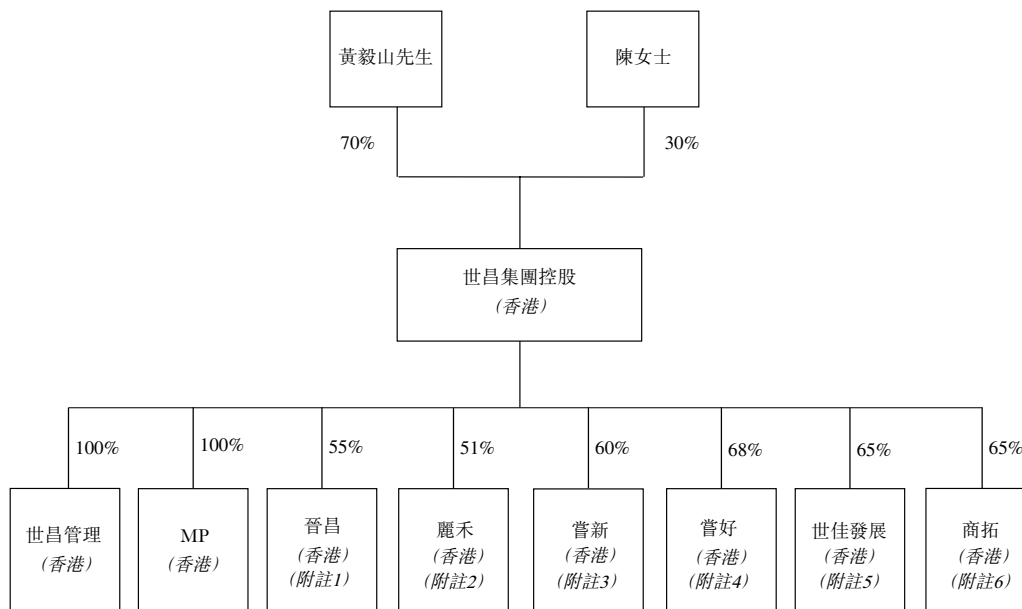 黃毅山先生
陳女士
70%
30%
世昌集團控股
(香港)
100%
100%
55%
51%
60%
68%
65%
65%
世昌管理
(香港)
MP
(香港)
晉昌
(香港)
(附註1)
麗禾
(香港)
(附註2)
嘗新
(香港)
(附註3)
嘗好
(香港)
(附註4)
世佳發展
(香港)
(附註5)
商拓
(香港)
(附註6)